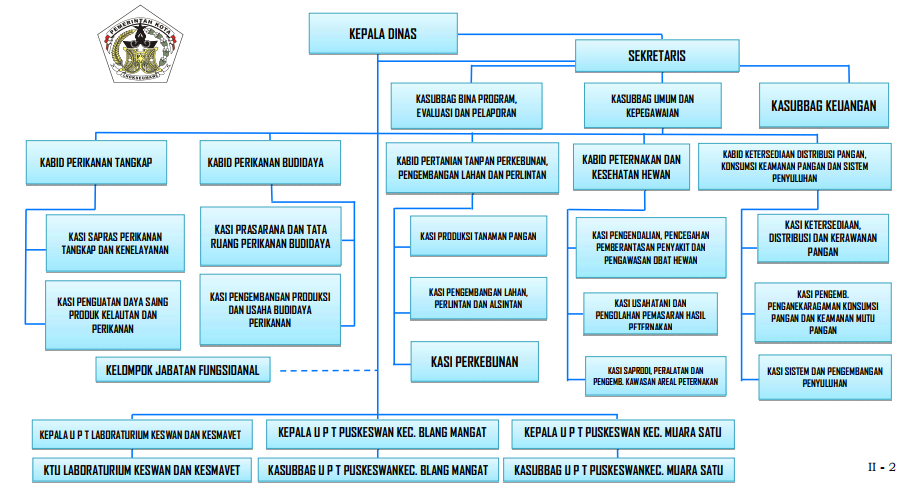 PEMERINTAH KOTA
LHOKSEUMAWE
KEPALA DINAS
SEKRETARIS
KASUBBAG BINA PROGRAM,
EVALUASI DAN PELAPORAN
KASUBBAG UMUM DAN
KEPEGAWAIAN
KASUBBAG KEUANGAN
KABID PERIKANAN TANGKAP
KABID PERIKANAN BUDIDAYA
KABID PERTANIAN TANPAN PERKEBUNAN,
PENGEMBANGAN LAHAN DAN PERLINTAN
KABID PETERNAKAN DAN
KESEHATAN HEWAN
KABID KETERSEDIAAN DISTRIBUSI PANGAN,
KONSUMSI KEAMANAN PANGAN DAN SISTEM
PENYULUHAN
KASI SAPRAS PERIKANAN
TANGKAP DAN KENELAYANAN
KASI PRASARANA DAN TATA
RUANG PERIKANAN BUDIDAYA
KASI PRODUKSI TANAMAN PANGAN
KASI PENGENDALIAN, PENCEGAHAN
PEMBERANTASAN PENYAKIT DAN
PENGAWASAN OBAT HEWAN
KASI KETERSEDIAAN,
DISTRIBUSI DAN KERAWANAN
PANGAN
KASI PENGUATAN DAYA SAING
PRODUK KELAUTAN DAN
PERIKANAN
KASI PENGEMBANGAN PRODUKSI
DAN USAHA BUDIDAYA
PERIKANAN
KASI PENGEMBANGAN LAHAN,
PERLINTAN DAN ALSINTAN
KASI USAHATANI DAN
PENGOLAHAN PEMASARAN HASIL
PETERNAKAN
KASI PENGEMB.
PENGANEKARAGAMAN KONSUMSI
PANGAN DAN KEAMANAN MUTU
PANGAN
KASI PERKEBUNAN
KASI SAPRODI, PERALATAN DAN
PENGEMB. KAWASAN AREAL PETERNAKAN
KASI SISTEM DAN PENGEMBANGAN
PENYULUHAN
KELOMPOK JABATAN FUNGSIOANAL
KEPALA U P T LABORATURIUM KESWAN DAN KESMAVET
KEPALA U P T PUSKESWAN KEC. BLANG MANGAT
KEPALA U P T PUSKESWAN KEC. MUARA SATU
KTU LABORATURIUM KESWAN DAN KESMAVET
KASUBBAG U P T PUSKESWANKEC. BLANG MANGAT
KASUBBAG U P T PUSKESWANKEC. MUARA SATU
II - 2